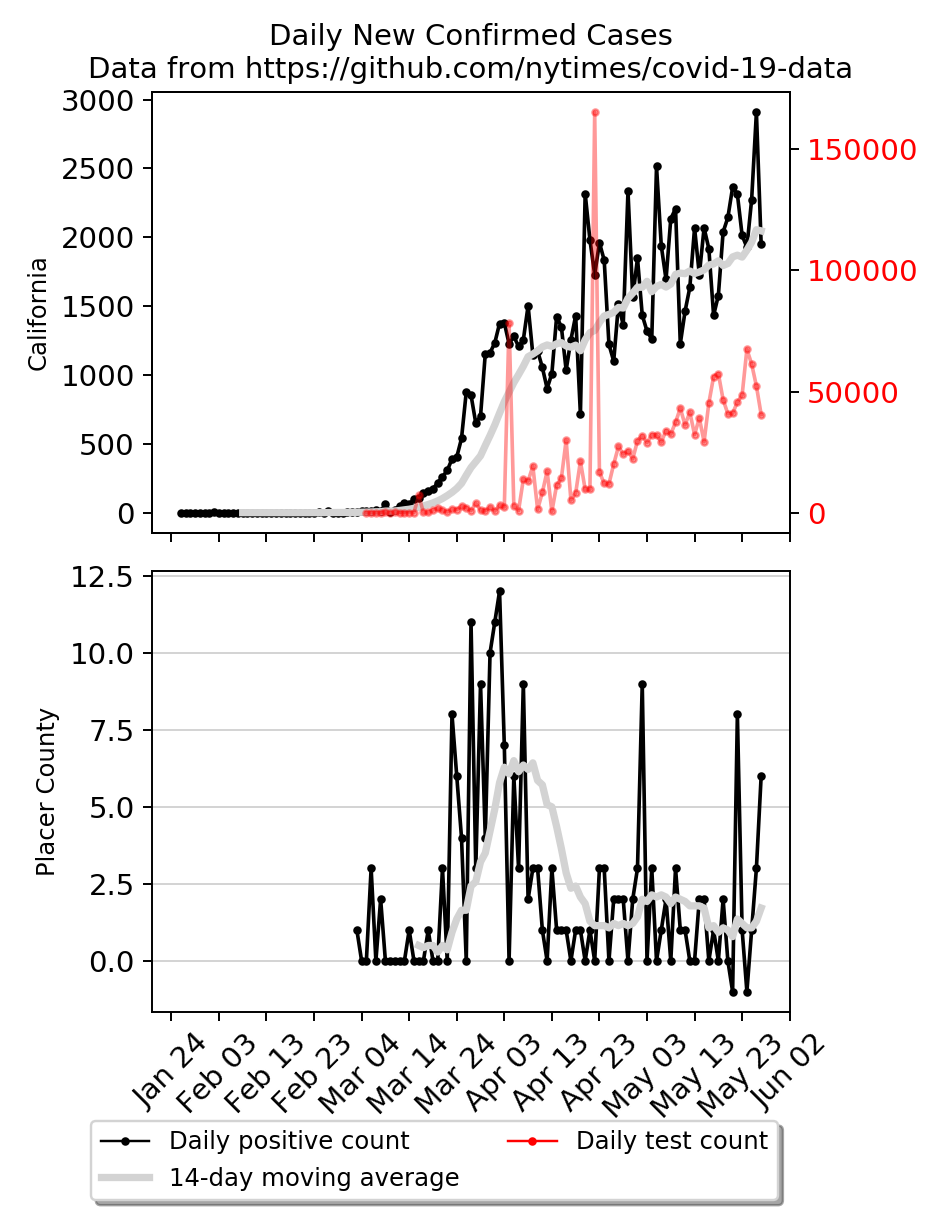 Daily New Confirmed Cases
Data from https://github.com/nytimes/covid-19-data
3000
2500
2000
1500
1000
500
0
California
150000
100000
50000
0
12.5
10.0
7.5
5.0
2.5
0.0
Placer County
Jan 24
Feb 03
Feb 13
Feb 23
Mar 04
Mar 14
Mar 24
Apr 03
Apr 13
Apr 23
May 03
May 13
May 23
Jun 02
Daily positive count
Daily test count
14-day moving average